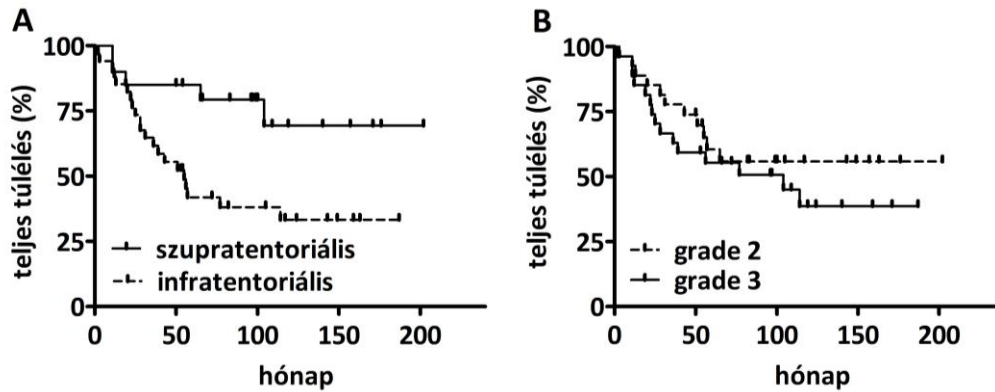 A
teljes túlélés (%)
100
75
50
25
0
szupratentoriális
infratentoriális
0 50 100 150 200
hónap
B
teljes túlélés (%)
100
75
50
25
0
grade 2
grade 3
0 50 100 150 200
hónap